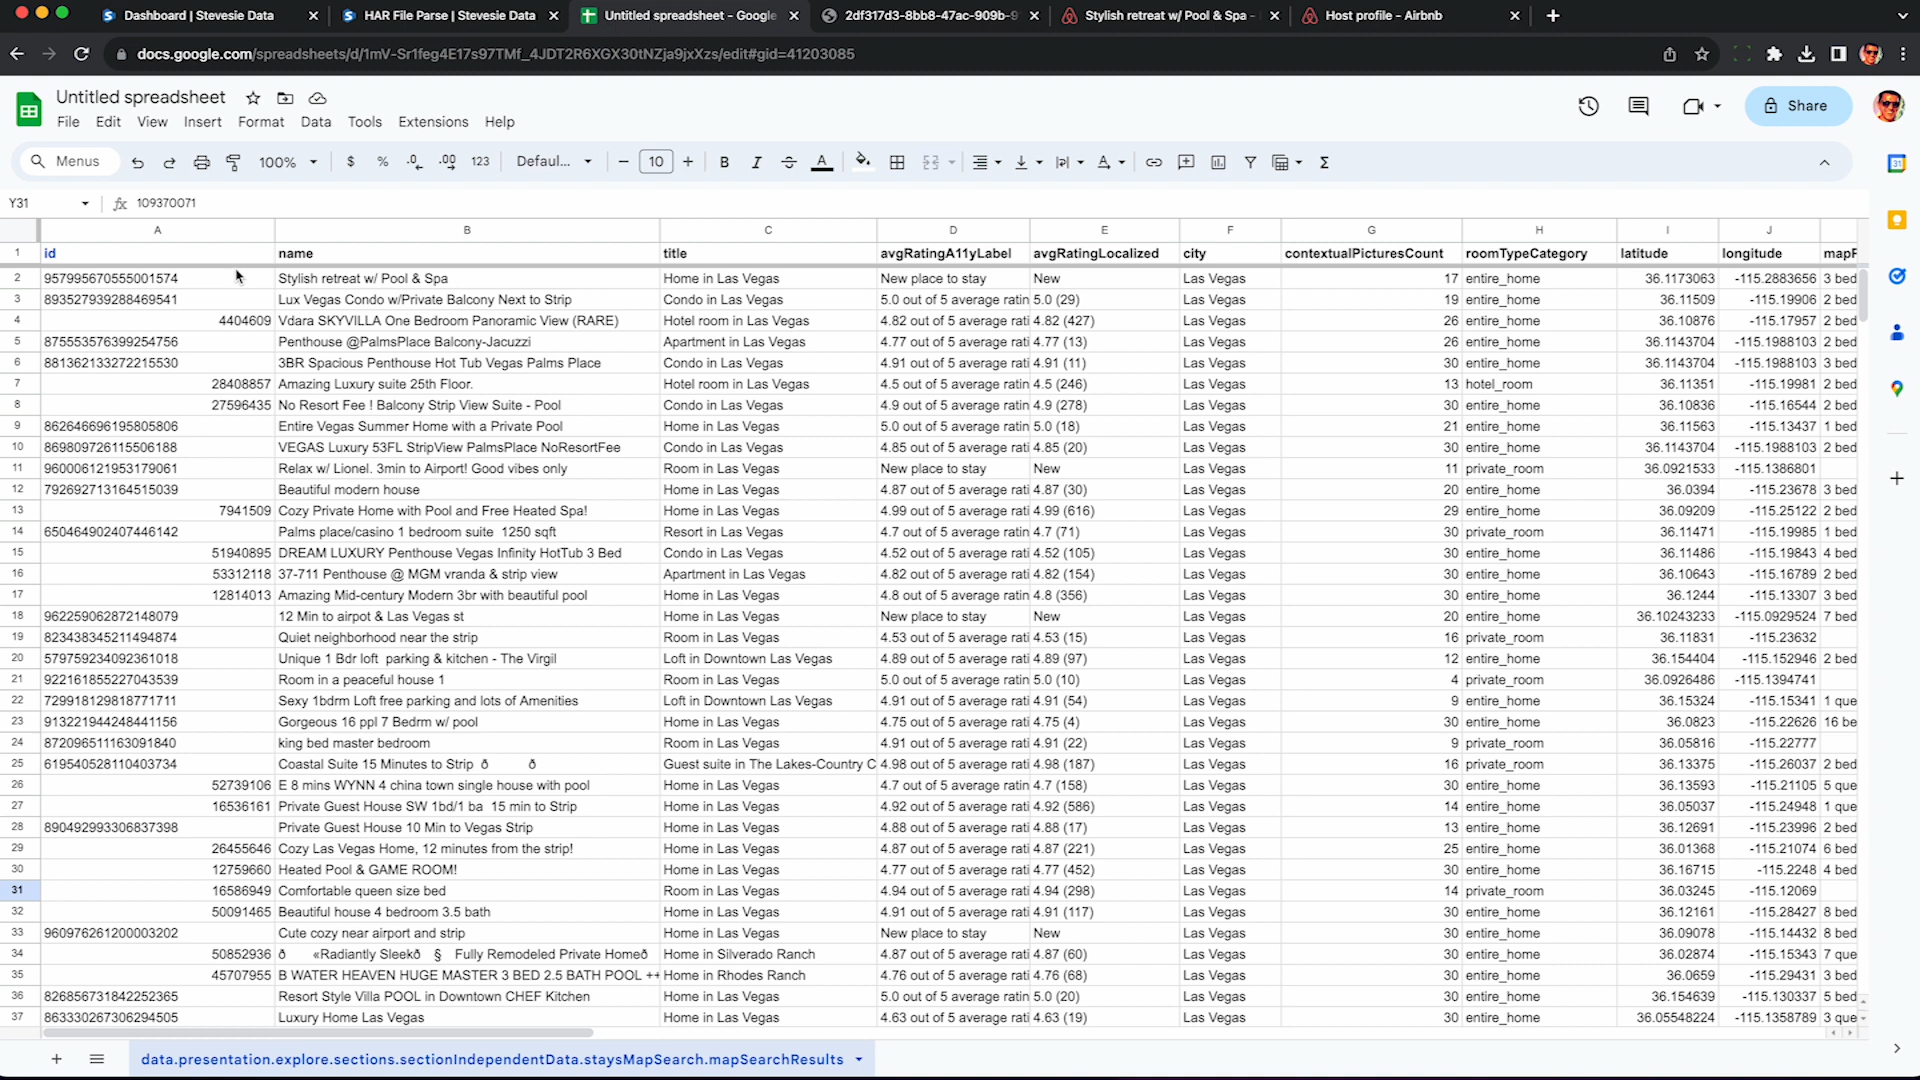 Dashboard | Stevesie Data
HAR File Parse | Stevesie Data
Untitled spreadsheet - Google
2df317d3-8bb8-47ac-909b-9
Stylish retreat w/ Pool & Spa -
Host profile - Airbnb
docs.google.com/spreadsheets/d/1mV-Sr1feg4E17s97TMf_4JDT2R6XGX30tNZja9jxXzs/edit#gid=41203085
Untitled spreadsheet
Share
File Edit View Insert Format Data Tools Extensions Help
Menus 100% $ % .0 .00 123 Defaul... 10 B I A
Y31 fx 109370071
A B C D E F G H I J
1 id name title avgRatingA11yLabel avgRatingLocalized city contextualPicturesCount roomTypeCategory latitude longitude mapF
2 957995670555001574 Stylish retreat w/ Pool & Spa Home in Las Vegas New place to stay New Las Vegas 17 entire_home 36.1173063 -115.2883656 3 bed
3 893527939288469541 Lux Vegas Condo w/Private Balcony Next to Strip Condo in Las Vegas 5.0 out of 5 average ratin 5.0 (29) Las Vegas 19 entire_home 36.11509 -115.19906 2 bed
4 4404609 Vdara SKYVILLA One Bedroom Panoramic View (RARE) Hotel room in Las Vegas 4.82 out of 5 average rati 4.82 (427) Las Vegas 26 entire_home 36.10876 -115.17957 2 bed
5 875553576399254756 Penthouse @PalmsPlace Balcony-Jacuzzi Apartment in Las Vegas 4.77 out of 5 average rati 4.77 (13) Las Vegas 26 entire_home 36.1143704 -115.1988103 2 bed
6 881362133272215530 3BR Spacious Penthouse Hot Tub Vegas Palms Place Condo in Las Vegas 4.91 out of 5 average rati 4.91 (11) Las Vegas 30 entire_home 36.1143704 -115.1988103 3 bed
7 28408857 Amazing Luxury suite 25th Floor. Hotel room in Las Vegas 4.5 out of 5 average ratin 4.5 (246) Las Vegas 13 hotel_room 36.11351 -115.19981 2 bed
8 27596435 No Resort Fee ! Balcony Strip View Suite - Pool Condo in Las Vegas 4.9 out of 5 average ratin 4.9 (278) Las Vegas 30 entire_home 36.10836 -115.16544 2 bed
9 862646696195805806 Entire Vegas Summer Home with a Private Pool Home in Las Vegas 5.0 out of 5 average ratin 5.0 (18) Las Vegas 21 entire_home 36.11563 -115.13437 1 bed
10 869809726115506188 VEGAS Luxury 53FL StripView PalmsPlace NoResortFee Condo in Las Vegas 4.85 out of 5 average rati 4.85 (20) Las Vegas 30 entire_home 36.1143704 -115.1988103 2 bed
11 960006121953179061 Relax w/ Lionel. 3min to Airport! Good vibes only Room in Las Vegas New place to stay New Las Vegas 11 private_room 36.0921533 -115.1386801
12 792692713164515039 Beautiful modern house Home in Las Vegas 4.87 out of 5 average rati 4.87 (30) Las Vegas 20 entire_home 36.0394 -115.23678 3 bed
13 7941509 Cozy Private Home with Pool and Free Heated Spa! Home in Las Vegas 4.99 out of 5 average rati 4.99 (616) Las Vegas 29 entire_home 36.09209 -115.25122 2 bed
14 650464902407446142 Palms place/casino 1 bedroom suite 1250 sqft Resort in Las Vegas 4.7 out of 5 average ratin 4.7 (71) Las Vegas 30 private_room 36.11471 -115.19985 1 bed
15 51940895 DREAM LUXURY Penthouse Vegas Infinity HotTub 3 Bed Condo in Las Vegas 4.52 out of 5 average rati 4.52 (105) Las Vegas 30 entire_home 36.11486 -115.19843 4 bed
16 53312118 37-711 Penthouse @ MGM vranda & strip view Apartment in Las Vegas 4.82 out of 5 average rati 4.82 (154) Las Vegas 30 entire_home 36.10643 -115.16789 2 bed
17 12814013 Amazing Mid-century Modern 3br with beautiful pool Home in Las Vegas 4.8 out of 5 average ratin 4.8 (356) Las Vegas 30 entire_home 36.1244 -115.13307 3 bed
18 962259062872148079 12 Min to airpot & Las Vegas st Home in Las Vegas New place to stay New Las Vegas 20 entire_home 36.10243233 -115.0929524 7 bed
19 823438345211494874 Quiet neighborhood near the strip Room in Las Vegas 4.53 out of 5 average rati 4.53 (15) Las Vegas 16 private_room 36.11831 -115.23632
20 579759234092361018 Unique 1 Bdr loft parking & kitchen - The Virgil Loft in Downtown Las Vegas 4.89 out of 5 average rati 4.89 (97) Las Vegas 12 entire_home 36.154404 -115.152946 2 bed
21 922161855227043539 Room in a peaceful house 1 Room in Las Vegas 5.0 out of 5 average ratin 5.0 (10) Las Vegas 4 private_room 36.0926486 -115.1394741
22 729918129818771711 Sexy 1bdrm Loft free parking and lots of Amenities Loft in Downtown Las Vegas 4.91 out of 5 average rati 4.91 (54) Las Vegas 9 entire_home 36.15324 -115.15341 1 que
23 913221944248441156 Gorgeous 16 ppl 7 Bedrm w/ pool Home in Las Vegas 4.75 out of 5 average rati 4.75 (4) Las Vegas 30 entire_home 36.0823 -115.22626 16 be
24 872096511163091840 king bed master bedroom Room in Las Vegas 4.91 out of 5 average rati 4.91 (22) Las Vegas 9 private_room 36.05816 -115.22777
25 619540528110403734 Coastal Suite 15 Minutes to Strip ð ð Guest suite in The Lakes-Country C 4.98 out of 5 average rati 4.98 (187) Las Vegas 16 private_room 36.13375 -115.26037 2 bed
26 52739106 E 8 mins WYNN 4 china town single house with pool Home in Las Vegas 4.7 out of 5 average ratin 4.7 (158) Las Vegas 30 entire_home 36.13593 -115.21105 5 que
27 16536161 Private Guest House SW 1bd/1 ba 15 min to Strip Home in Las Vegas 4.92 out of 5 average rati 4.92 (586) Las Vegas 14 entire_home 36.05037 -115.24948 1 que
28 890492993306837398 Private Guest House 10 Min to Vegas Strip Home in Las Vegas 4.88 out of 5 average rati 4.88 (17) Las Vegas 13 entire_home 36.12691 -115.23996 2 bed
29 26455646 Cozy Las Vegas Home, 12 minutes from the strip! Home in Las Vegas 4.87 out of 5 average rati 4.87 (221) Las Vegas 25 entire_home 36.01368 -115.21074 6 bed
30 12759660 Heated Pool & GAME ROOM! Home in Las Vegas 4.77 out of 5 average rati 4.77 (452) Las Vegas 30 entire_home 36.16715 -115.2248 4 bed
31 16586949 Comfortable queen size bed Room in Las Vegas 4.94 out of 5 average rati 4.94 (298) Las Vegas 14 private_room 36.03245 -115.12069
32 50091465 Beautiful house 4 bedroom 3.5 bath Home in Las Vegas 4.91 out of 5 average rati 4.91 (117) Las Vegas 30 entire_home 36.12161 -115.28427 8 bed
33 960976261200003202 Cute cozy near airport and strip Home in Las Vegas New place to stay New Las Vegas 30 entire_home 36.09078 -115.14432 8 bed
34 50852936 ð «Radiantly Sleekð § Fully Remodeled Private Homeð Home in Silverado Ranch 4.87 out of 5 average rati 4.87 (60) Las Vegas 30 entire_home 36.02874 -115.15343 7 que
35 45707955 B WATER HEAVEN HUGE MASTER 3 BED 2.5 BATH POOL ++ Home in Rhodes Ranch 4.76 out of 5 average rati 4.76 (68) Las Vegas 30 entire_home 36.0659 -115.29431 3 bed
36 826856731842252365 Resort Style Villa POOL in Downtown CHEF Kitchen Home in Las Vegas 5.0 out of 5 average ratin 5.0 (20) Las Vegas 30 entire_home 36.154639 -115.130337 5 bed
37 863330267306294505 Luxury Home Las Vegas Home in Las Vegas 4.63 out of 5 average rati 4.63 (19) Las Vegas 30 entire_home 36.05548224 -115.1358789 3 que
data.presentation.explore.sections.sectionIndependentData.staysMapSearch.mapSearchResults